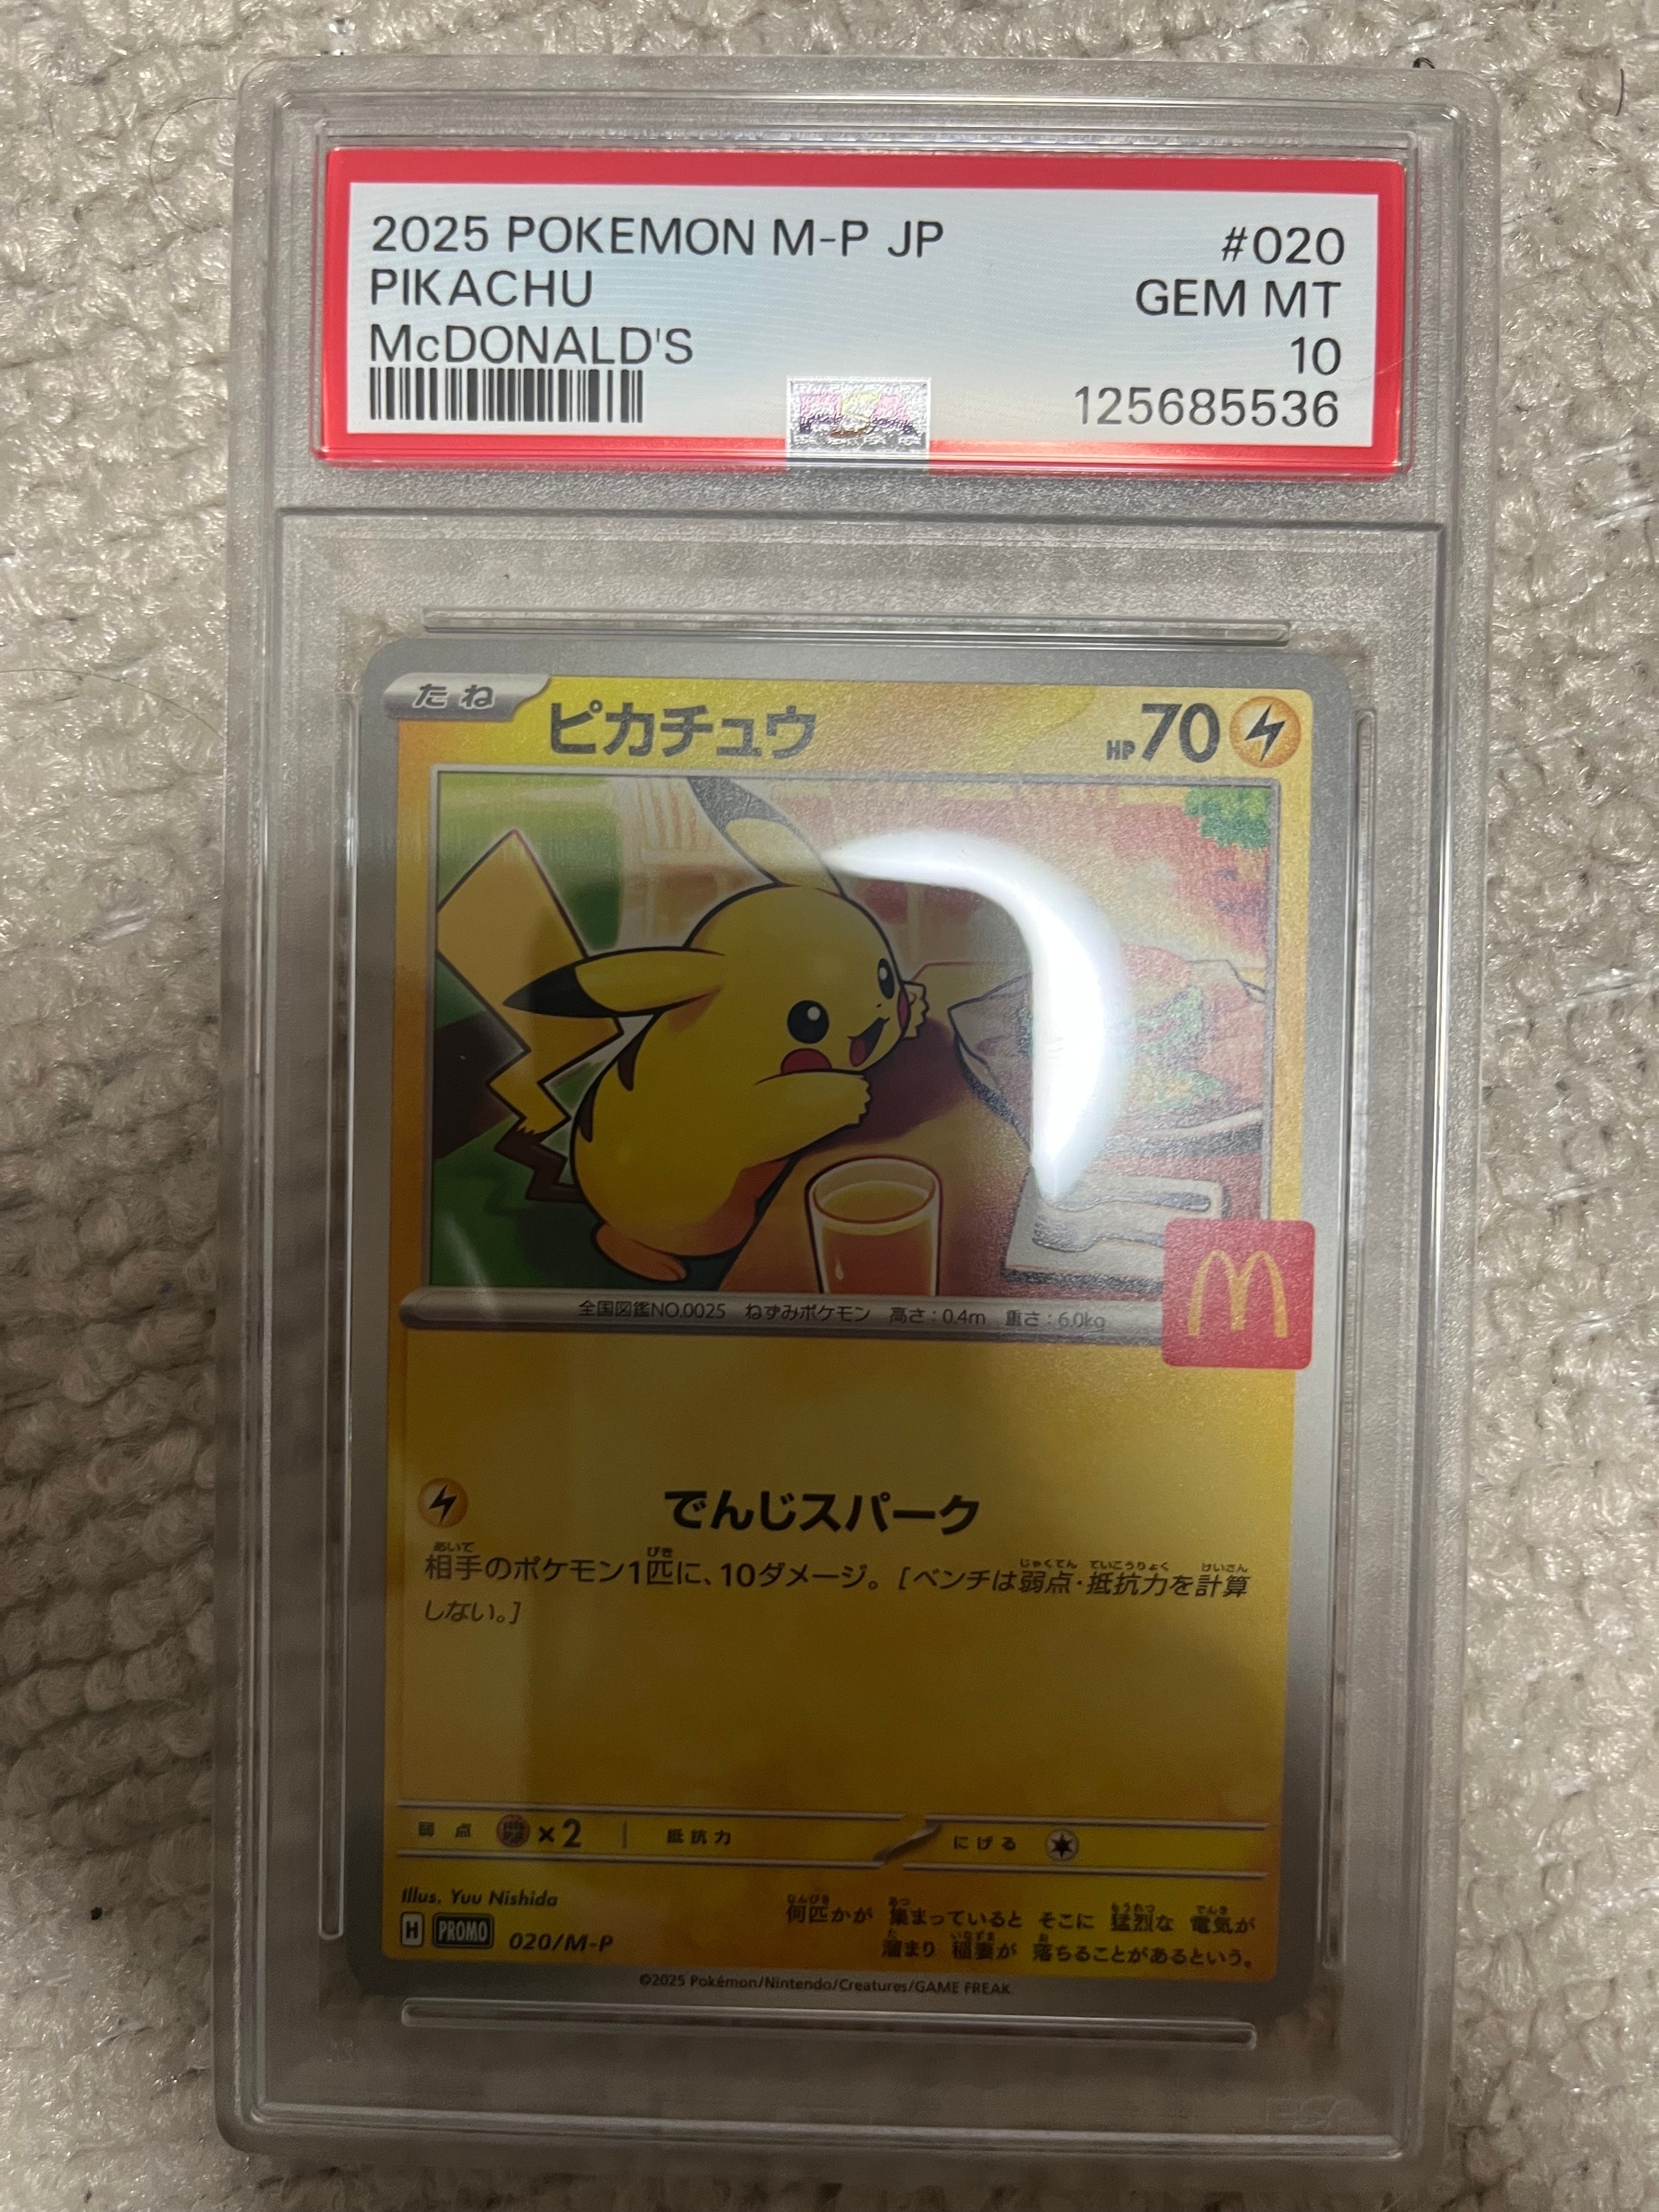 2025 POKEMON M-P JP #020
PIKACHU GEM MT
McDONALD'S 10
125685536
たね ピカチュウ HP70
全国図鑑NO.0025 ねずみポケモン 高さ:0.4m 重さ:6.0kg
でんじスパーク
相手のポケモン1匹に、10ダメージ。[ベンチは弱点・抵抗力を計算
しない。]
弱点 ×2 抵抗力 にげる
Illus. Yuu Nishida
H PROMO 020/M-P
何匹かが 集まっていると そこに 猛烈な 電気が
溜まり 稲妻が 落ちることがあるという。
©2025 Pokémon/Nintendo/Creatures/GAME FREAK